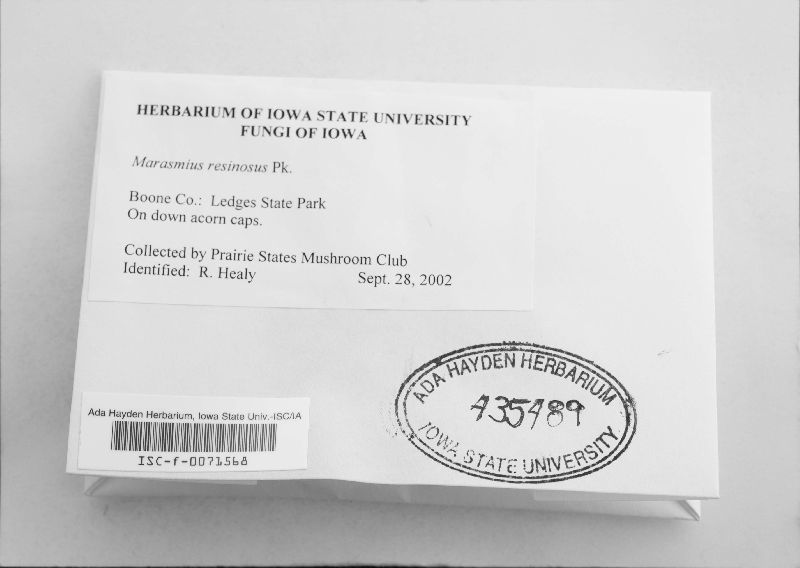 HERBARIUM OF IOWA STATE UNIVERSITY
FUNGI OF IOWA
Marasmius resinosus Pk.
Boone Co.: Ledges State Park
On down acorn caps.
Collected by Prairie States Mushroom Club
Identified: R. Healy Sept. 28, 2002
ADA HAYDEN HERBARIUM
435489
IOWA STATE UNIVERSITY
Ada Hayden Herbarium, Iowa State Univ.-ISC/IA
ISC-f-0071568